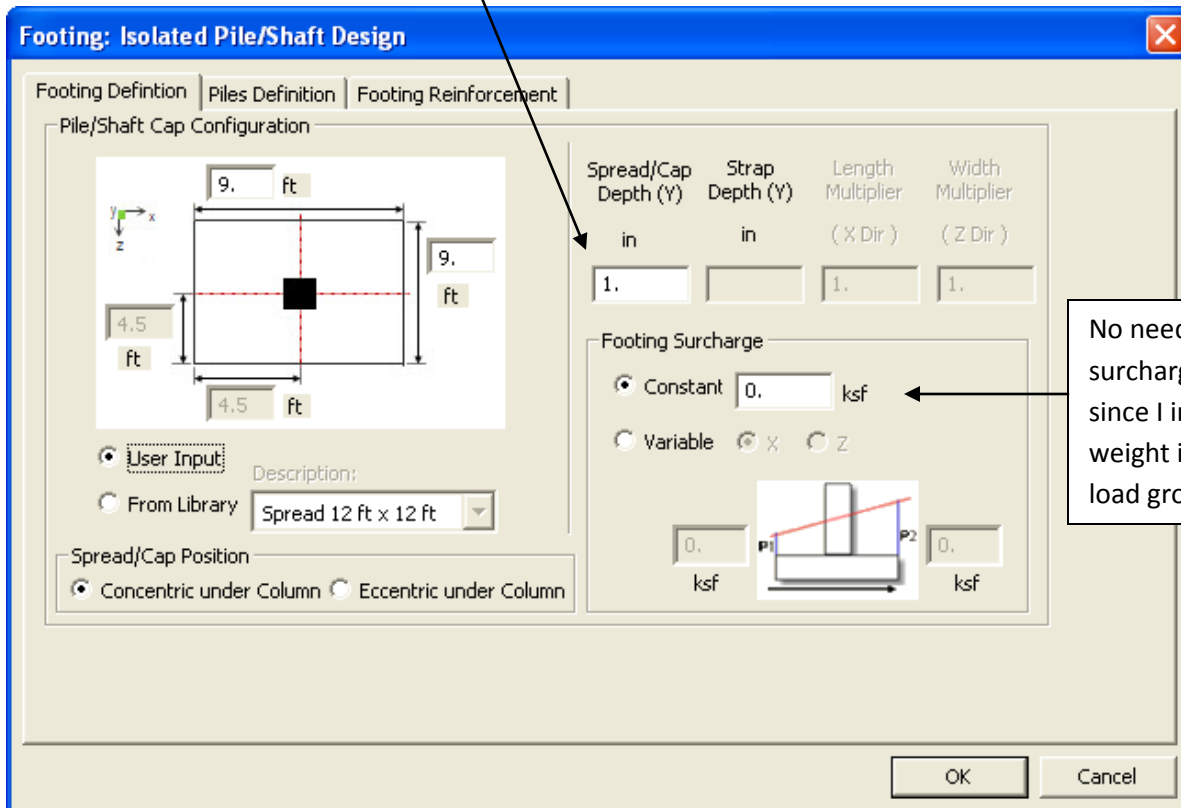 Footing: Isolated Pile/Shaft Design
Footing Defintion Piles Definition Footing Reinforcement
Pile/Shaft Cap Configuration
9. ft
y x
z
9.
ft
4.5
ft
4.5 ft
User Input
Description:
From Library Spread 12 ft x 12 ft
Spread/Cap Position
Concentric under Column Eccentric under Column
Spread/Cap Depth (Y)
in
1.
Strap Depth (Y)
in
Length Multiplier
( X Dir )
1.
Width Multiplier
( Z Dir )
1.
Footing Surcharge
Constant 0. ksf
Variable X Z
0.
ksf
P1
P2
0.
ksf
No need
surcharg
since I
weight
load gro
OK Cancel